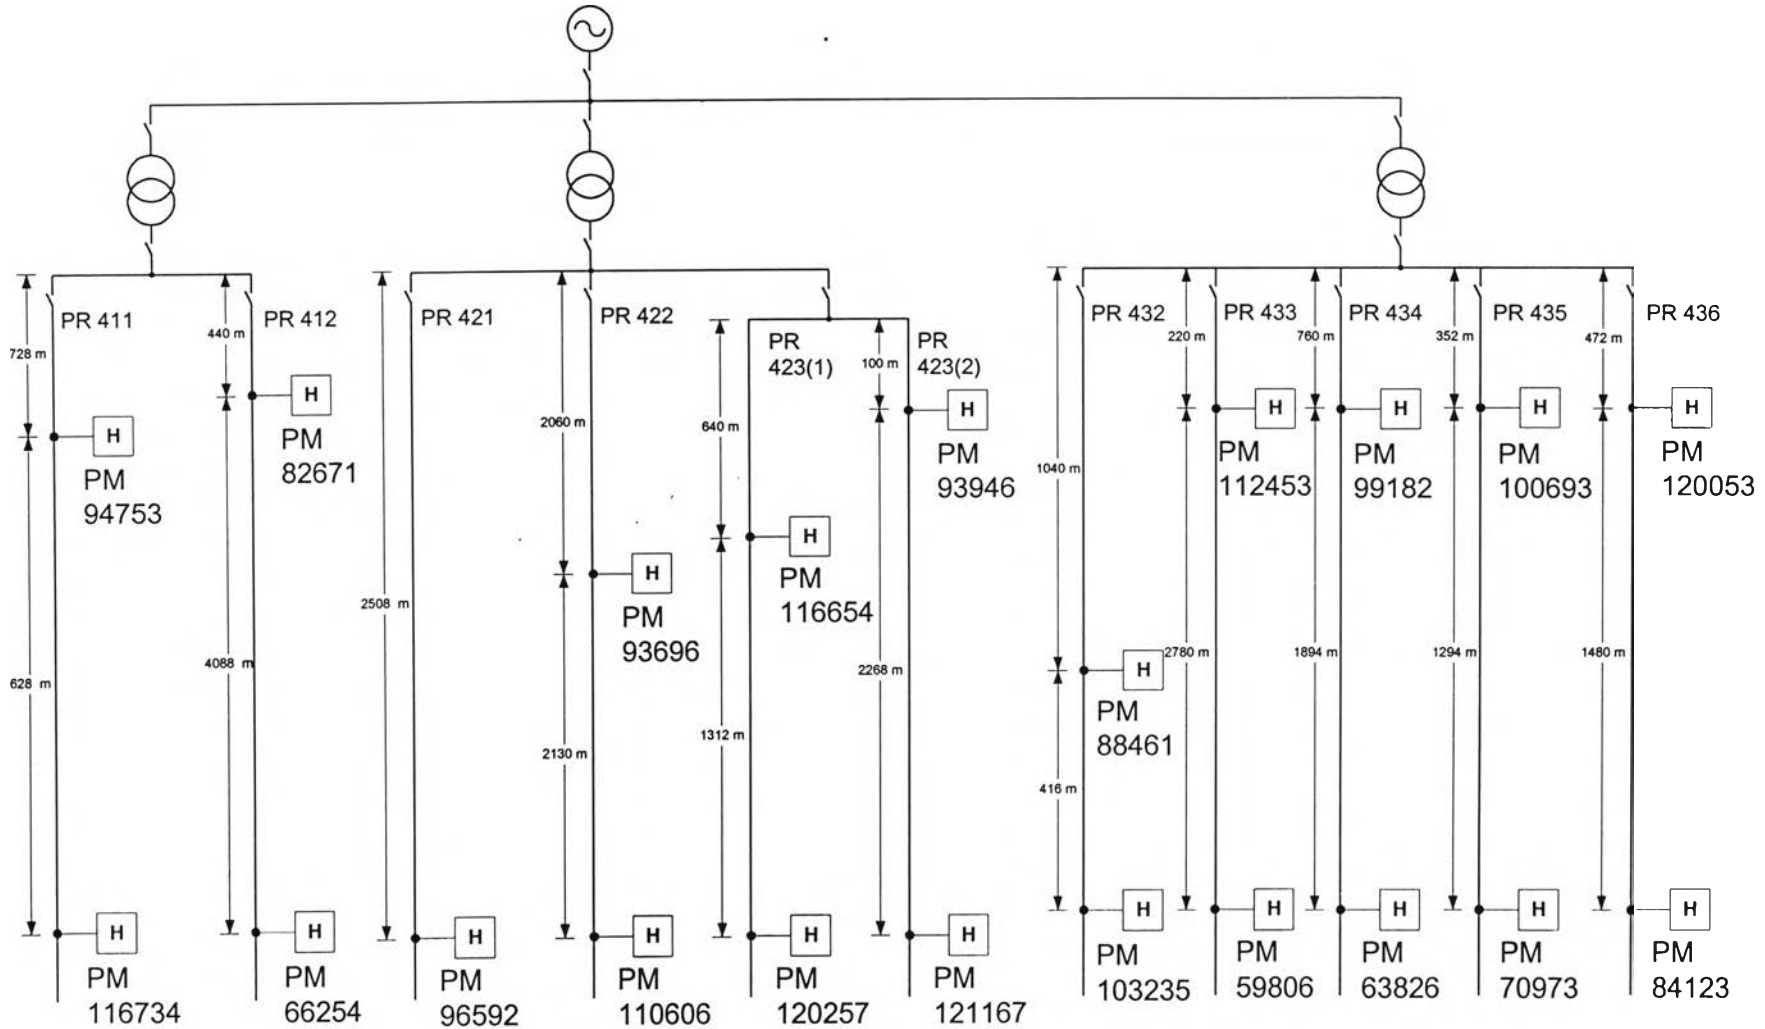 PR 411
PR 412
PR 421
PR 422
PR
423(1)
PR
423(2)
PR 432
PR 433
PR 434
PR 435
PR 436
728 m
440 m
2060 m
640 m
100 m
1040 m
220 m
760 m
352 m
472 m
H
PM
94753
H
PM
82671
H
PM
93696
H
PM
116654
H
PM
93946
H
PM
88461
H
PM
112453
H
PM
99182
H
PM
100693
H
PM
120053
628 m
4088 m
2508 m
2130 m
1312 m
2268 m
416 m
2780 m
1894 m
1294 m
1480 m
H
PM
116734
H
PM
66254
H
PM
96592
H
PM
110606
H
PM
120257
H
PM
121167
H
PM
103235
H
PM
59806
H
PM
63826
H
PM
70973
H
PM
84123